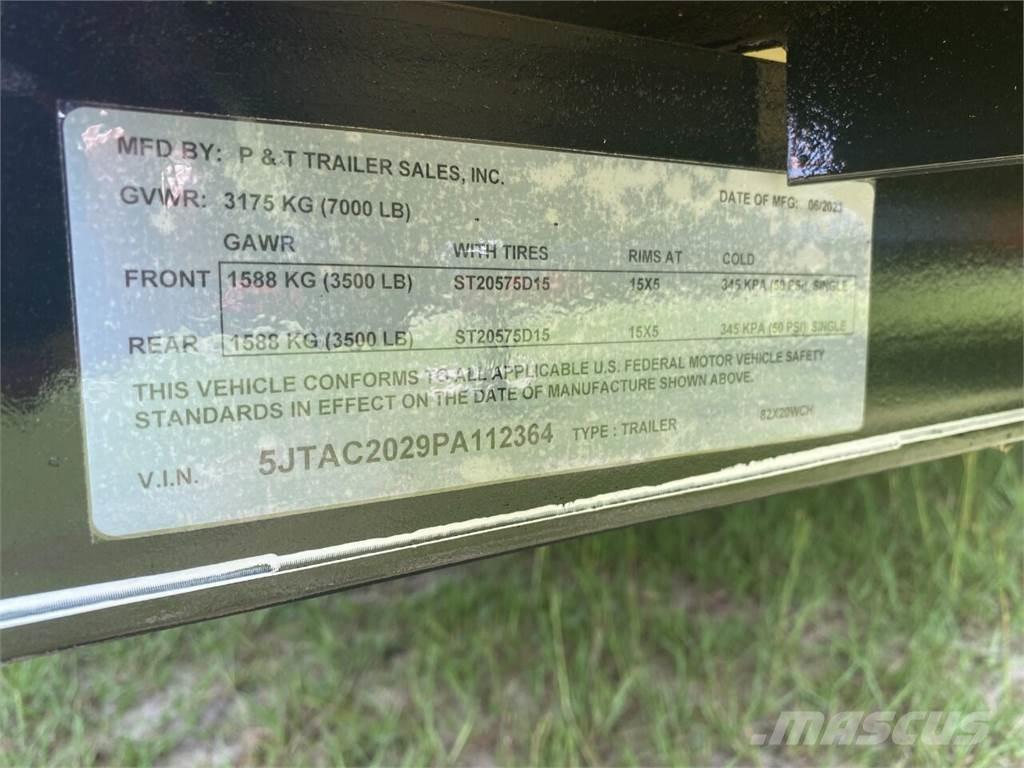 MFD BY: P & T TRAILER SALES, INC.
GVWR: 3175 KG (7000 LB) DATE OF MFG: 06/2023
GAWR WITH TIRES RIMS AT COLD
FRONT 1588 KG (3500 LB) ST20575D15 15X5 345 KPA (50 PSI) SINGLE
REAR 1588 KG (3500 LB) ST20575D15 15X5 345 KPA (50 PSI) SINGLE
THIS VEHICLE CONFORMS TO ALL APPLICABLE U.S. FEDERAL MOTOR VEHICLE SAFETY
STANDARDS IN EFFECT ON THE DATE OF MANUFACTURE SHOWN ABOVE.
V.I.N. 5JTAC2029PA112364 TYPE : TRAILER 82X20WCH
MASCUS